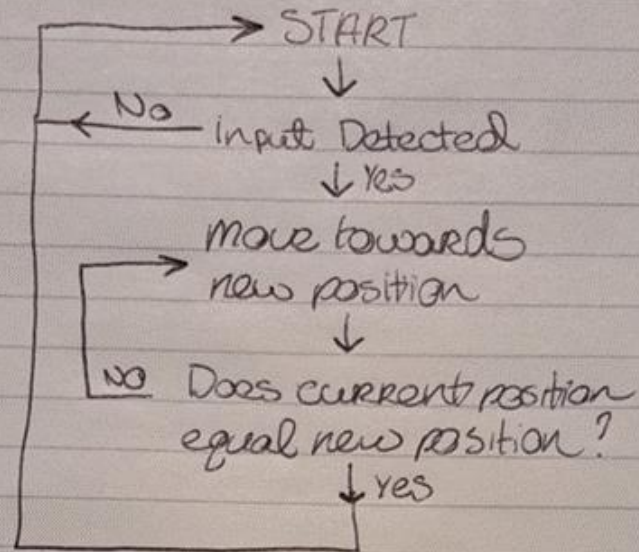 START
No
input Detected
Yes
move towards
new position
NO Does current position
equal new position?
yes